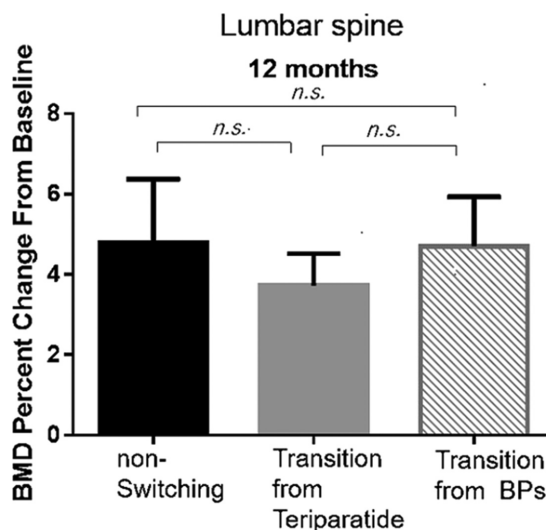 Lumbar spine
12 months
n.s.
n.s.
n.s.
BMD Percent Change From Baseline
8
6
4
2
0
non-
Switching
Transition
from
Teriparatide
Transition
from BPs